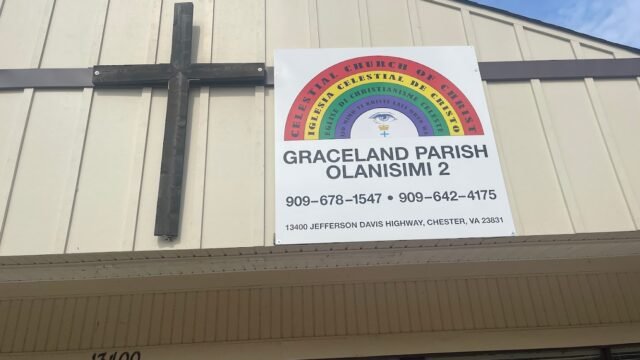 CELESTIAL CHURCH OF CHRIST
IGLESIA CELESTIAL DE CRISTO
EGLISE DU CHRISTIANISME CELESTE
GRACELAND PARISH
OLANISIMI 2
909-678-1547 • 909-642-4175
13400 JEFFERSON DAVIS HIGHWAY, CHESTER, VA 23831
13400